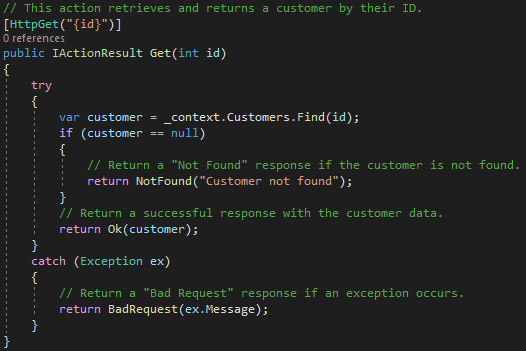 // This action retrieves and returns a customer by their ID.
[HttpGet("{id}")]
0 references
public IActionResult Get(int id)
{
    try
    {
        var customer = _context.Customers.Find(id);
        if (customer == null)
        {
            // Return a "Not Found" response if the customer is not found.
            return NotFound("Customer not found");
        }
        // Return a successful response with the customer data.
        return Ok(customer);
    }
    catch (Exception ex)
    {
        // Return a "Bad Request" response if an exception occurs.
        return BadRequest(ex.Message);
    }
}